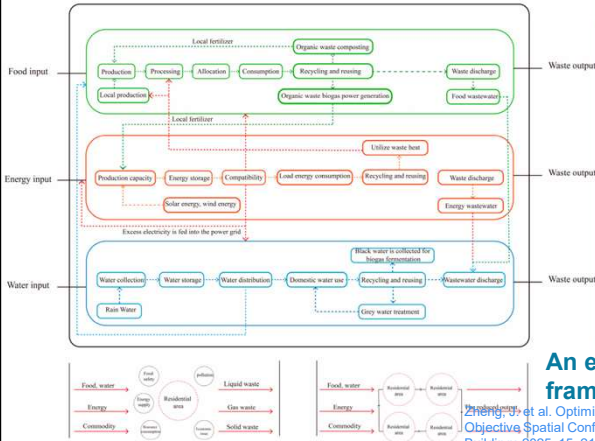 Local fertilizer
Organic waste composting
Food input
Production
Processing
Allocation
Consumption
Recycling and reusing
Waste discharge
Waste output
Local production
Organic waste biogas power generation
Food wastewater
Local fertilizer
Utilize waste heat
Energy input
Production capacity
Energy storage
Compatibility
Load energy consumption
Recycling and reusing
Waste discharge
Waste output
Solar energy, wind energy
Energy wastewater
Excess electricity is fed into the power grid
Black water is collected for
biogas fermentation
Water input
Water collection
Water storage
Water distribution
Domestic water use
Recycling and reusing
Wastewater discharge
Waste output
Rain Water
Grey water treatment
Food, water
Energy
Commodity
Food
safety
pollution
Energy
supply
Residential
area
Liquid waste
Gas waste
Solid waste
Food, water
Energy
Commodity
Residential
area
Residential
area
Residential
area
Residential
area
An e
fram
Zheng, J. et al. Optimi
Objective Spatial Conf